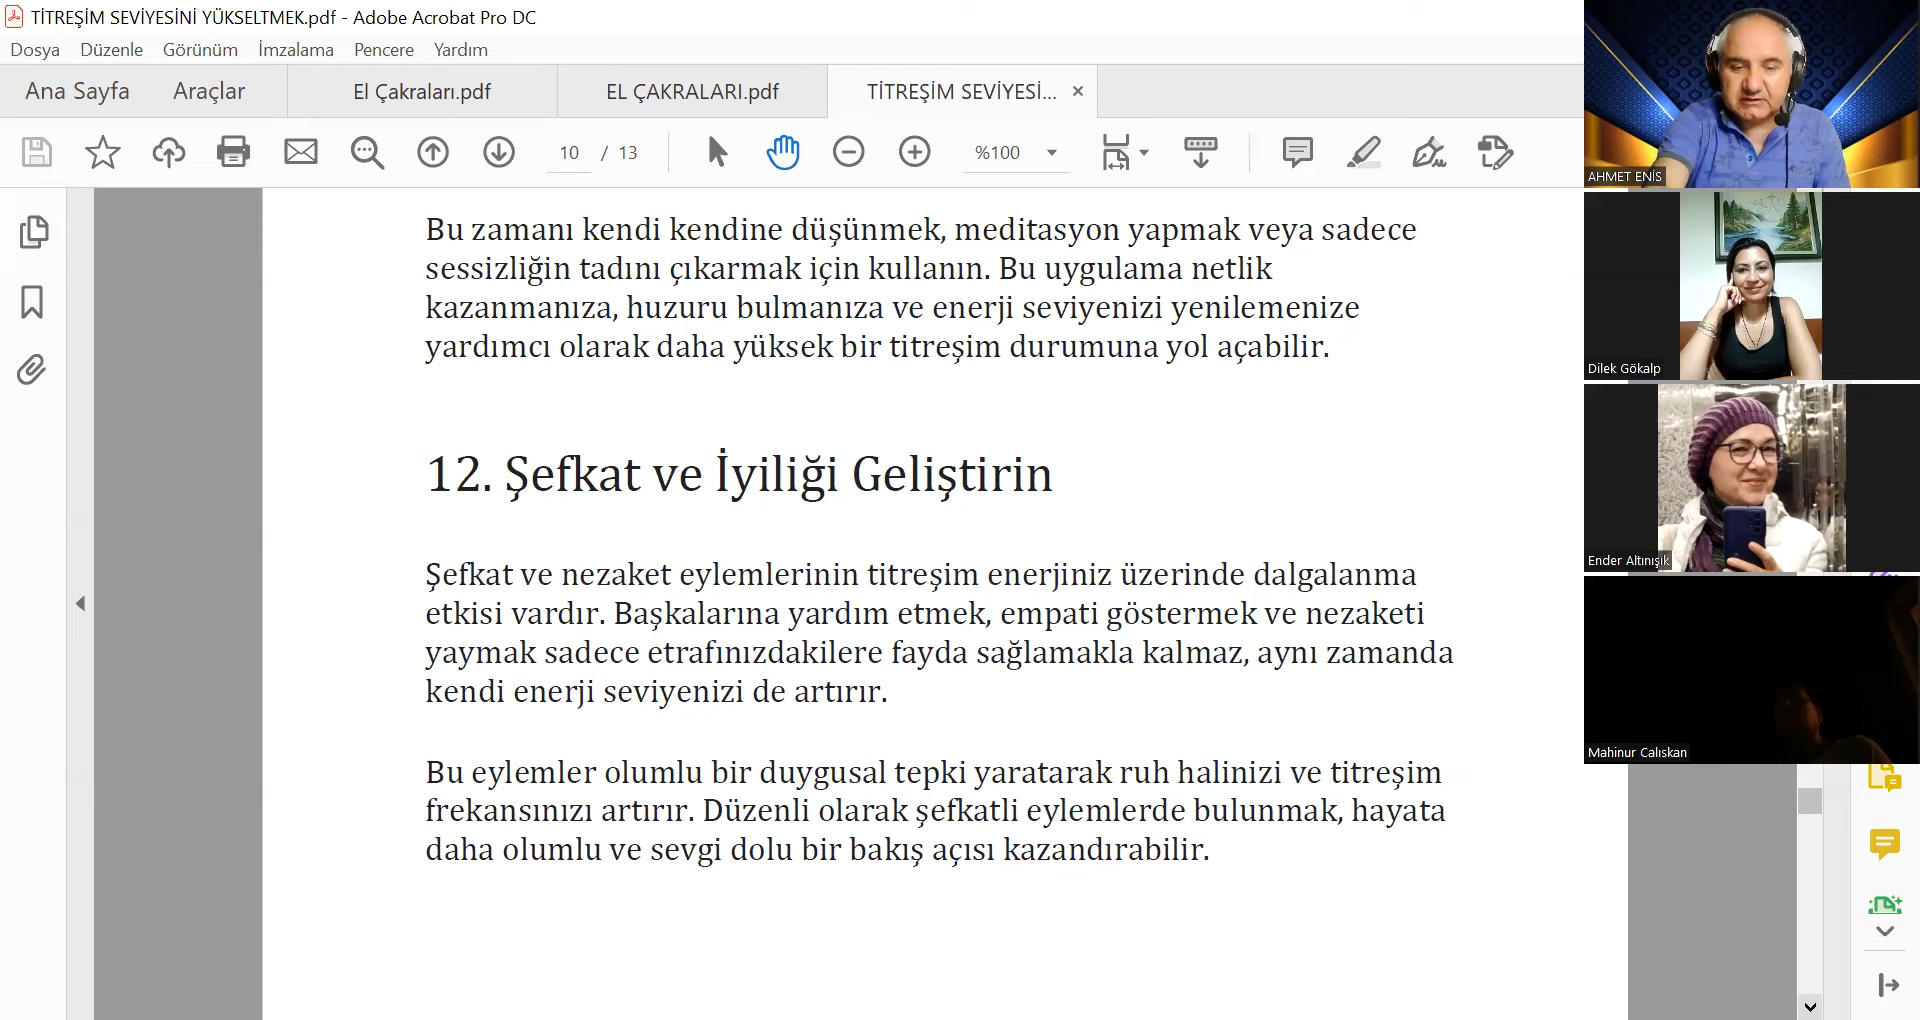 TİTREŞİM SEVİYESİNİ YÜKSELTMEK.pdf - Adobe Acrobat Pro DC
Dosya Düzenle Görünüm İmzalama Pencere Yardım
Ana Sayfa Araçlar El Çakraları.pdf EL ÇAKRALARI.pdf TİTREŞİM SEVİYESİ...
10 / 13 %100
Bu zamanı kendi kendine düşünmek, meditasyon yapmak veya sadece
sessizliğin tadını çıkarmak için kullanın. Bu uygulama netlik
kazanmanıza, huzuru bulmanıza ve enerji seviyenizi yenilemenize
yardımcı olarak daha yüksek bir titreşim durumuna yol açabilir.
12. Şefkat ve İyiliği Geliştirin
Şefkat ve nezaket eylemlerinin titreşim enerjiniz üzerinde dalgalanma
etkisi vardır. Başkalarına yardım etmek, empati göstermek ve nezaketi
yaymak sadece etrafınızdakilere fayda sağlamakla kalmaz, aynı zamanda
kendi enerji seviyenizi de artırır.
Bu eylemler olumlu bir duygusal tepki yaratarak ruh halinizi ve titreşim
frekansınızı artırır. Düzenli olarak şefkatli eylemlerde bulunmak, hayata
daha olumlu ve sevgi dolu bir bakış açısı kazandırabilir.
AHMET ENİS
Dilek Gökalp
Ender Altınışık
Mahinur Calıskan